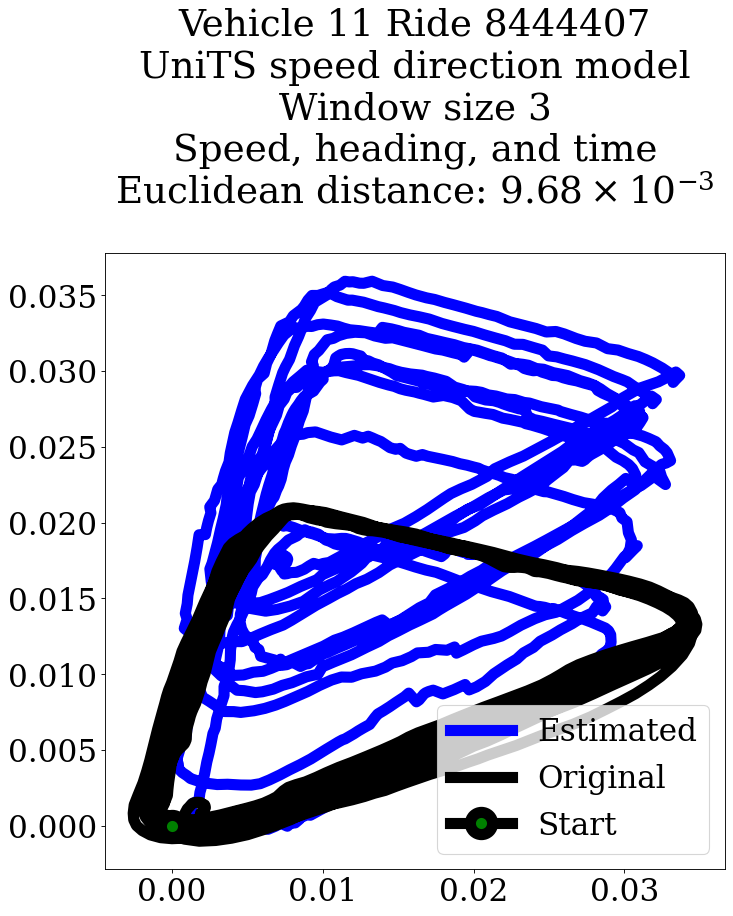 Vehicle 11 Ride 8444407
UniTS speed direction model
Window size 3
Speed, heading, and time
Euclidean distance: 9.68 × 10⁻³
0.035
0.030
0.025
0.020
0.015
0.010
0.005
0.000
Estimated
Original
Start
0.00 0.01 0.02 0.03